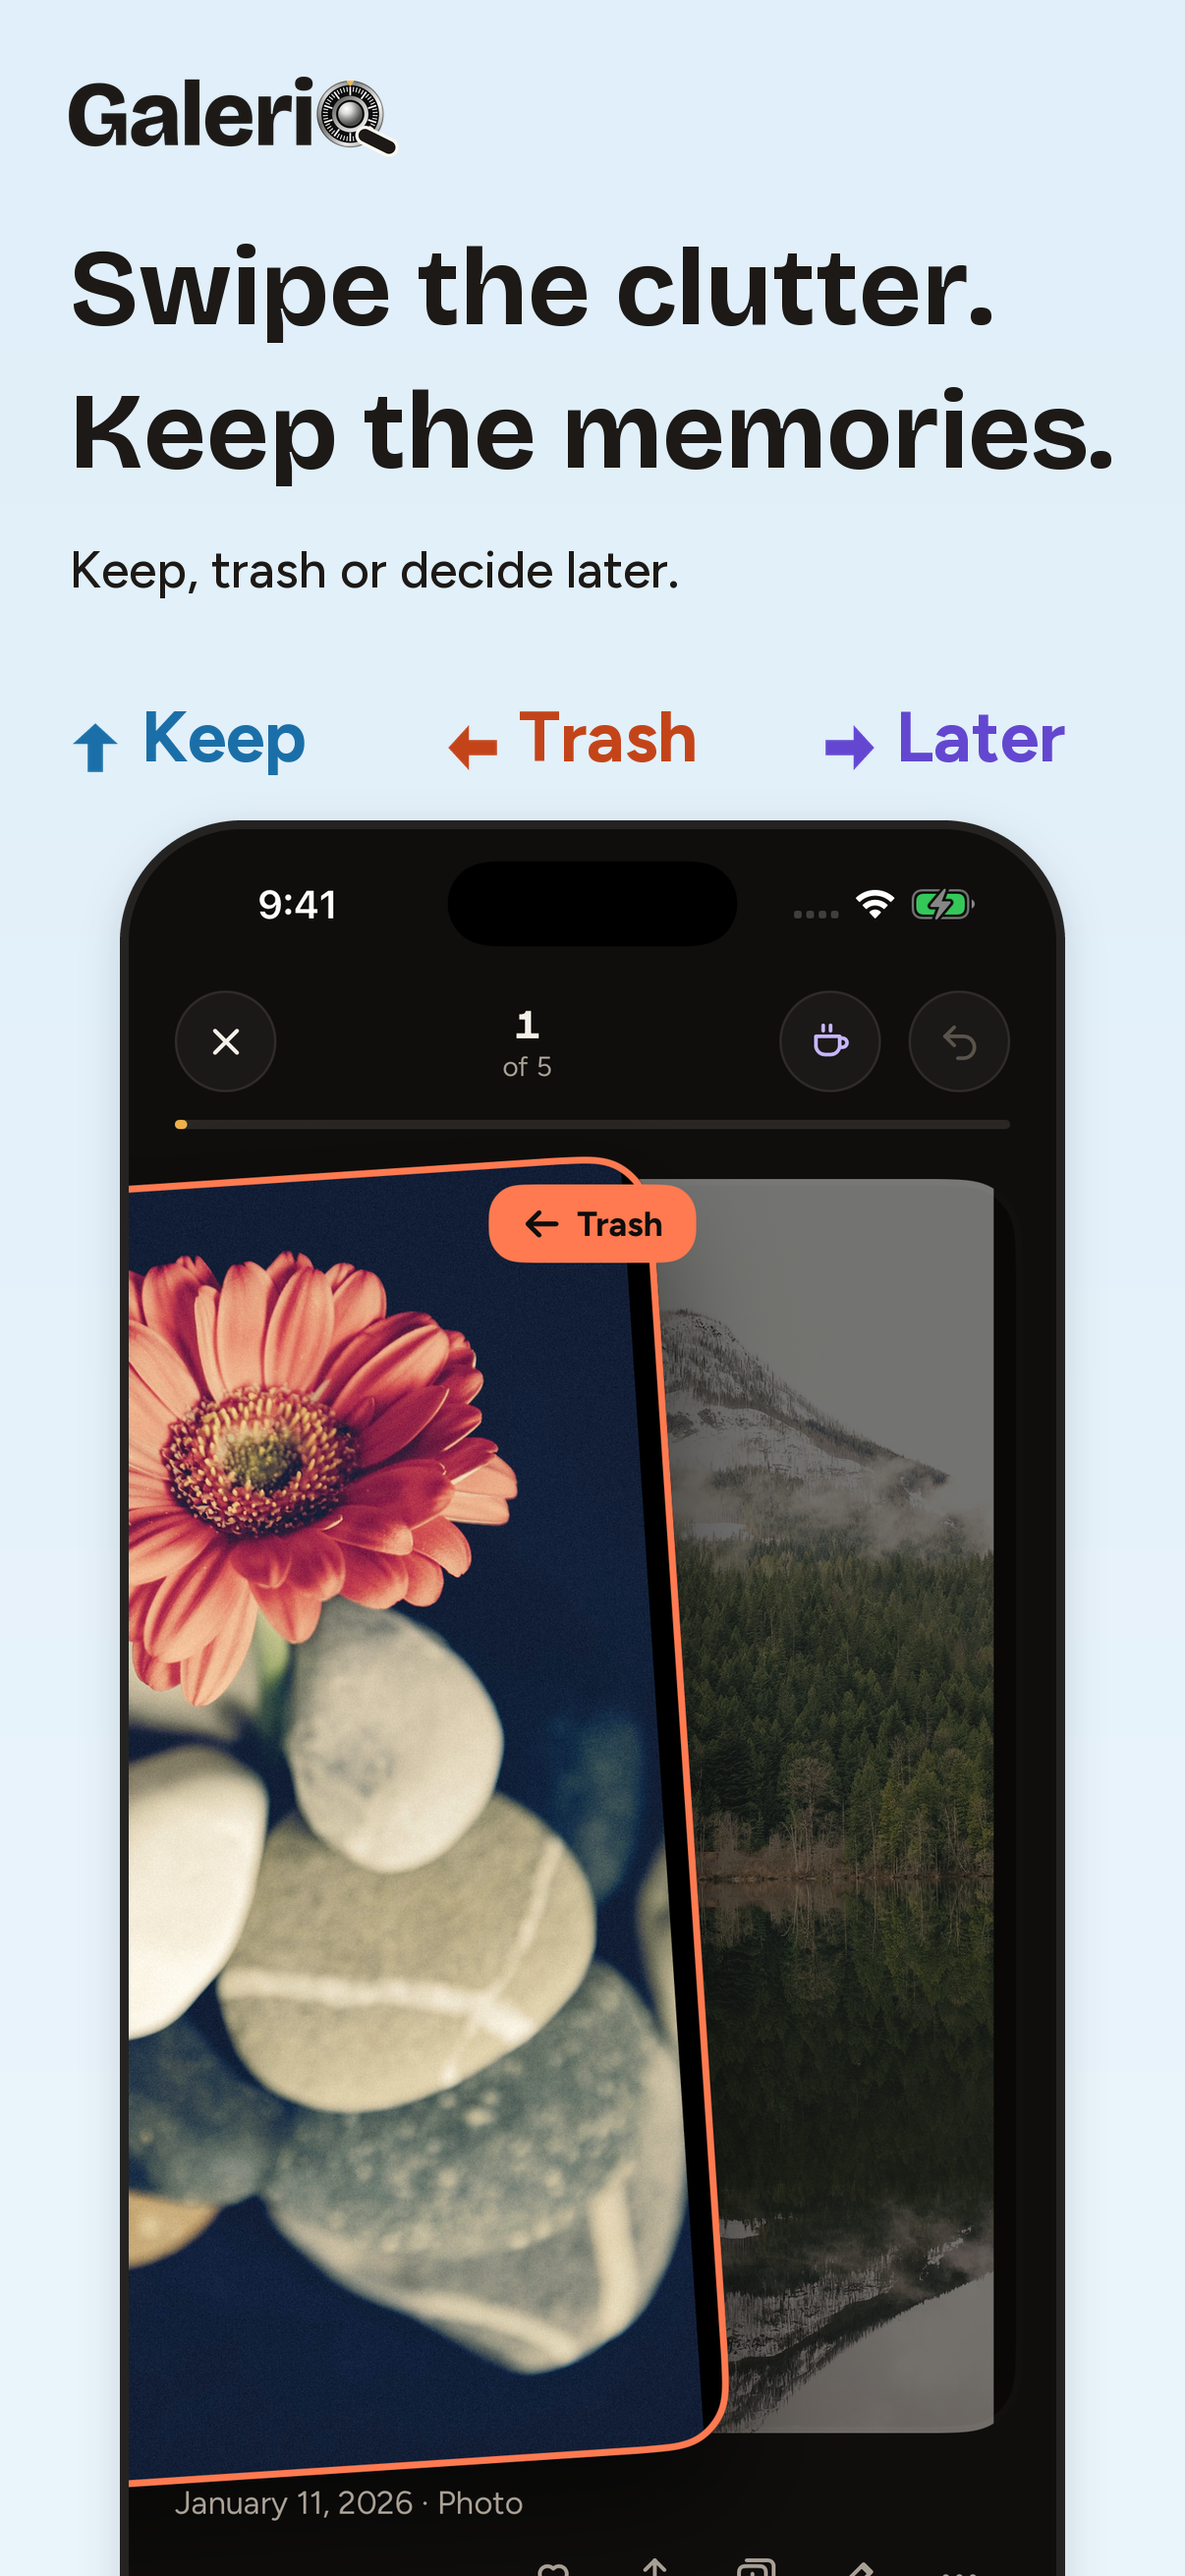 GaleriQ
Swipe the clutter.
Keep the memories.
Keep, trash or decide later.
Keep Trash Later
9:41
1
of 5
Trash
January 11, 2026 · Photo